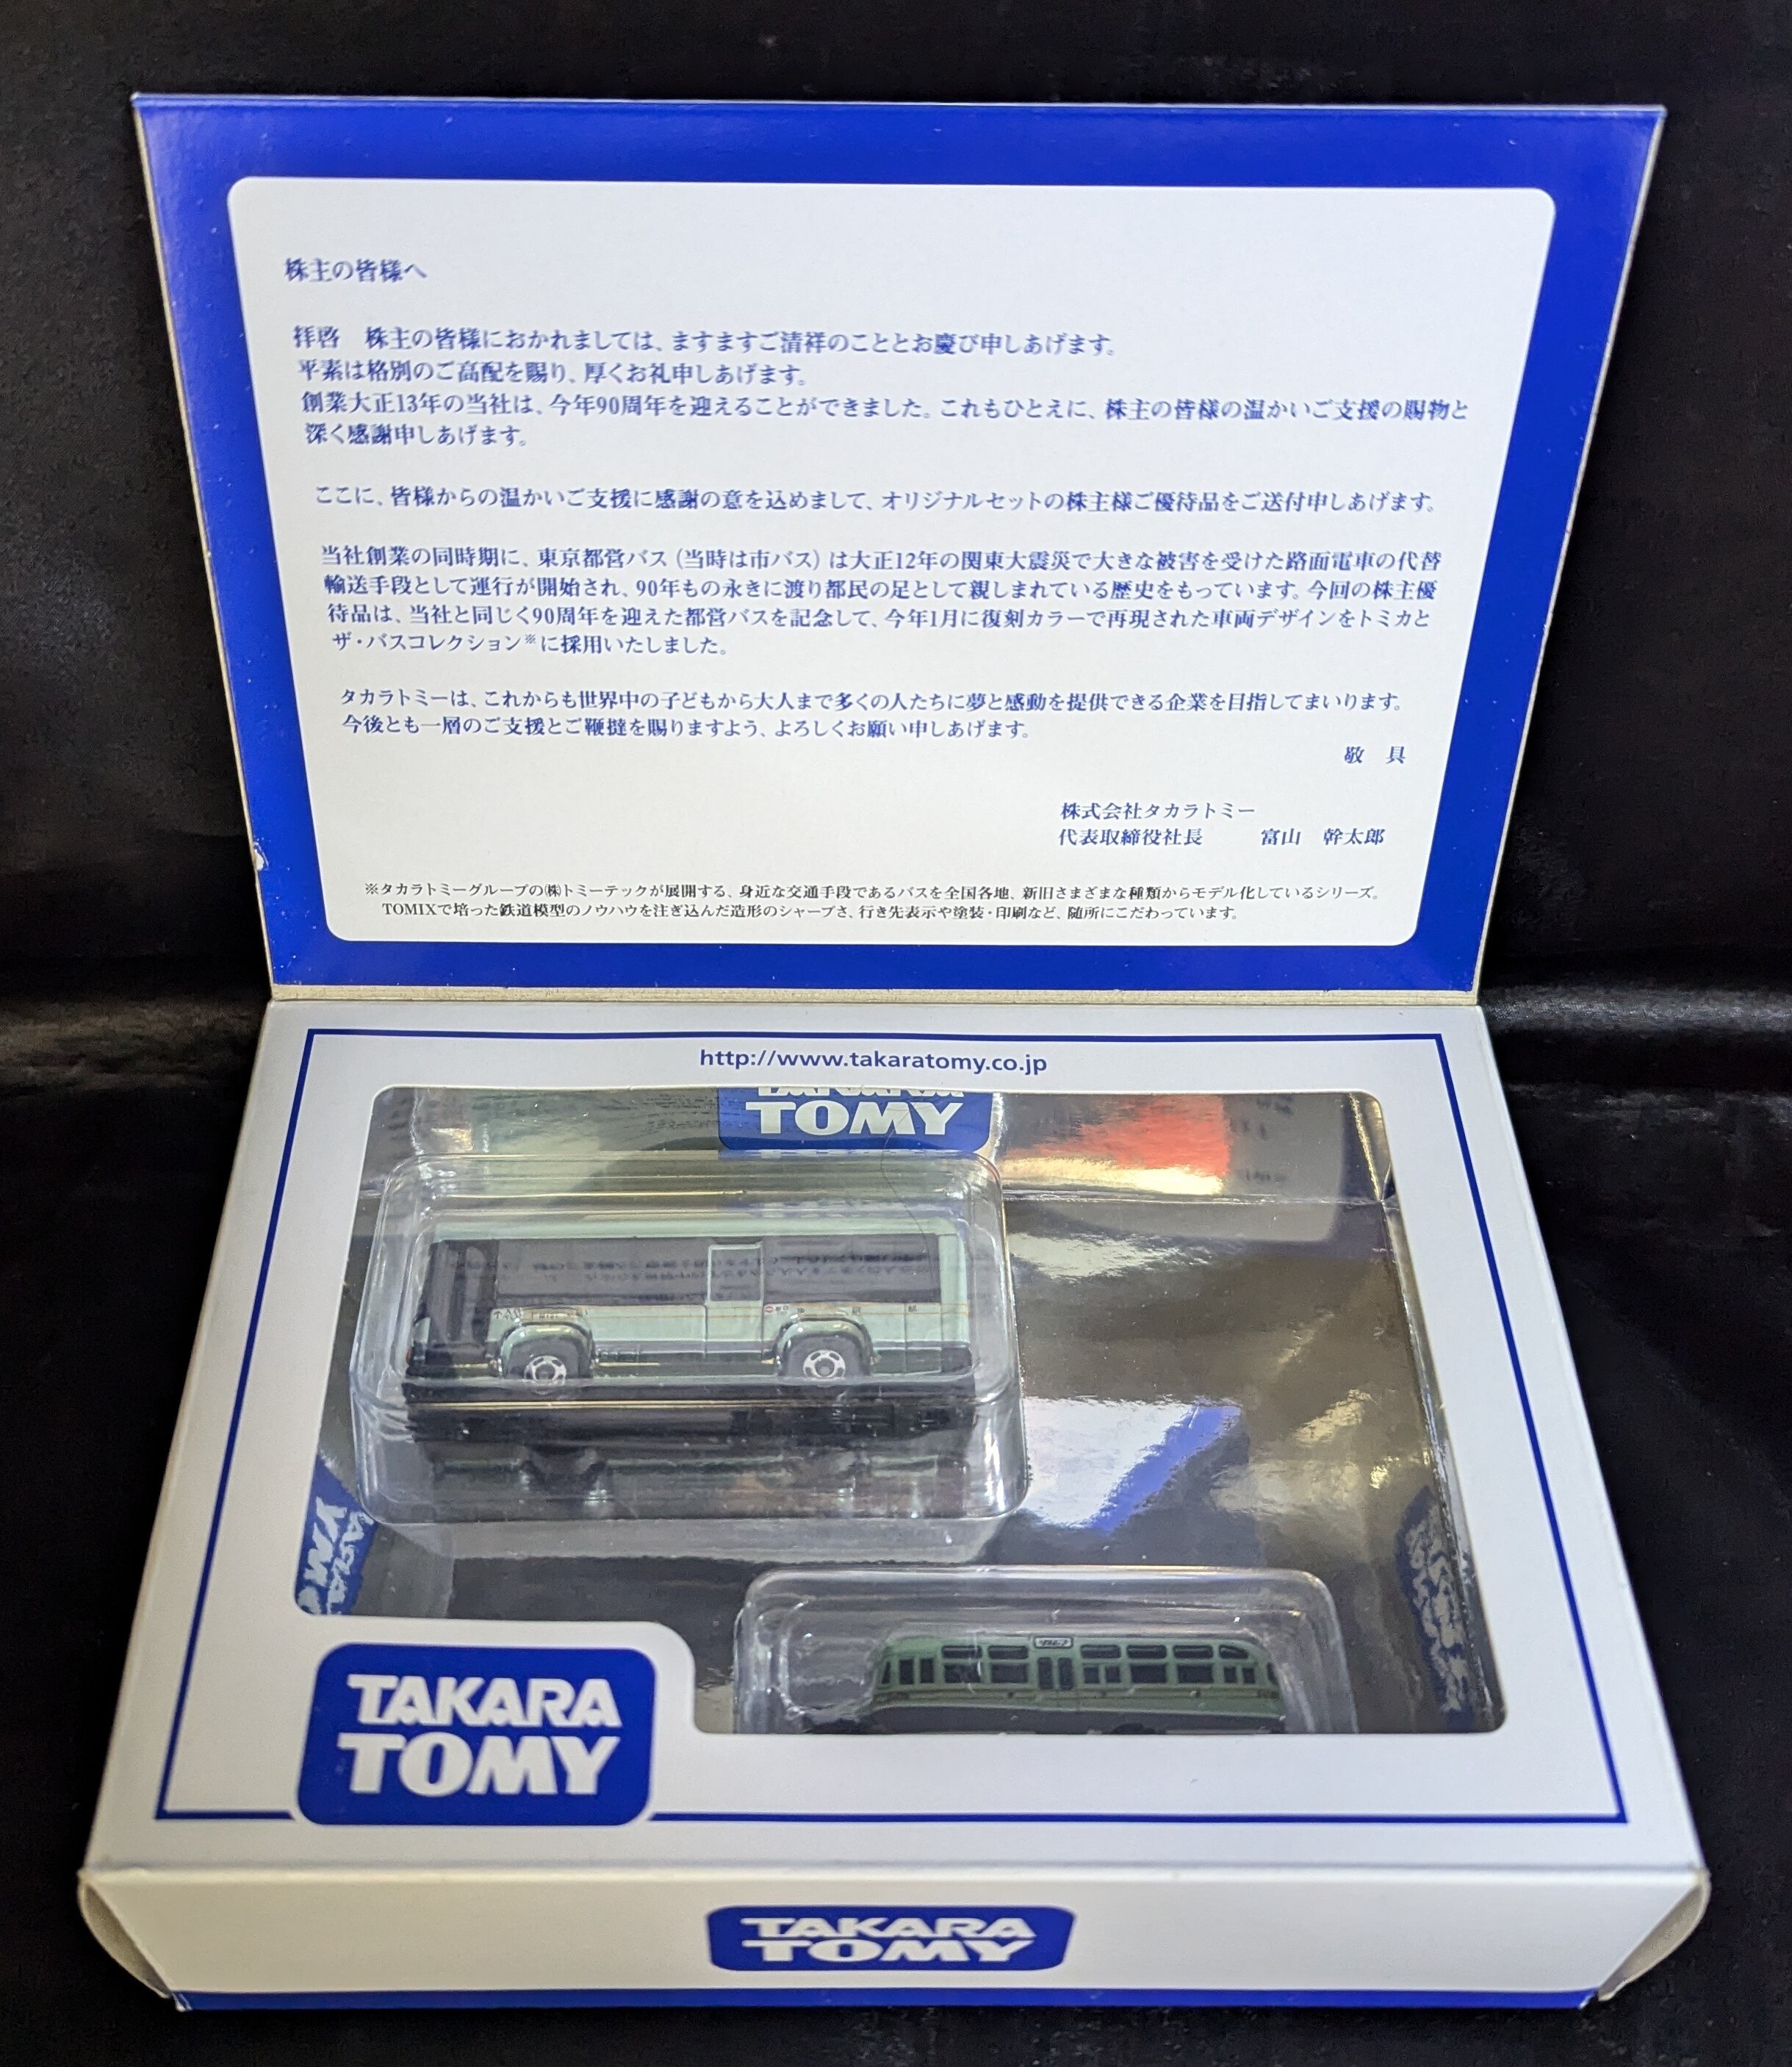 株主の皆様へ
拝啓　株主の皆様におかれましては、ますますご清祥のこととお慶び申しあげます。
平素は格別のご高配を賜り、厚くお礼申しあげます。
創業大正13年の当社は、今年90周年を迎えることができました。これもひとえに、株主の皆様の温かいご支援の賜物と
深く感謝申しあげます。
ここに、皆様からの温かいご支援に感謝の意を込めまして、オリジナルセットの株主様ご優待品をご送付申しあげます。
当社創業の同時期に、東京都営バス（当時は市バス）は大正12年の関東大震災で大きな被害を受けた路面電車の代替
輸送手段として運行が開始され、90年もの永きに渡り都民の足として親しまれている歴史をもっています。今回の株主優
待品は、当社と同じく90周年を迎えた都営バスを記念して、今年1月に復刻カラーで再現された車両デザインをトミカと
ザ・バスコレクション※に採用いたしました。
タカラトミーは、これからも世界中の子どもから大人まで多くの人たちに夢と感動を提供できる企業を目指してまいります。
今後とも一層のご支援とご鞭撻を賜りますよう、よろしくお願い申しあげます。
敬　具
株式会社タカラトミー
代表取締役社長　　富山　幹太郎
※タカラトミーグループの㈱トミーテックが展開する、身近な交通手段であるバスを全国各地、新旧さまざまな種類からモデル化しているシリーズ。
TOMIXで培った鉄道模型のノウハウを注ぎ込んだ造形のシャープさ、行き先表示や塗装・印刷など、随所にこだわっています。
http://www.takaratomy.co.jp
TOMY
TAKARA
TOMY
TAKARA
TOMY